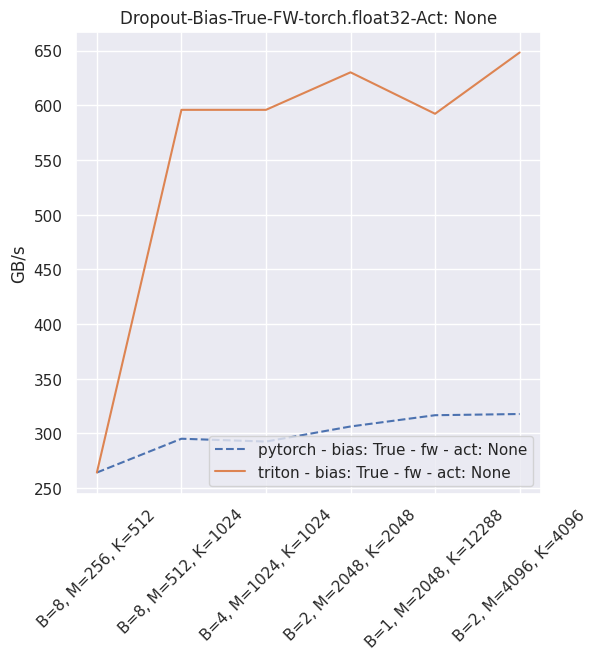 Dropout-Bias-True-FW-torch.float32-Act: None
GB/s
650
600
550
500
450
400
350
300
250
pytorch - bias: True - fw - act: None
triton - bias: True - fw - act: None
B=8, M=256, K=512
B=8, M=512, K=1024
B=4, M=1024, K=1024
B=2, M=2048, K=2048
B=1, M=2048, K=12288
B=2, M=4096, K=4096